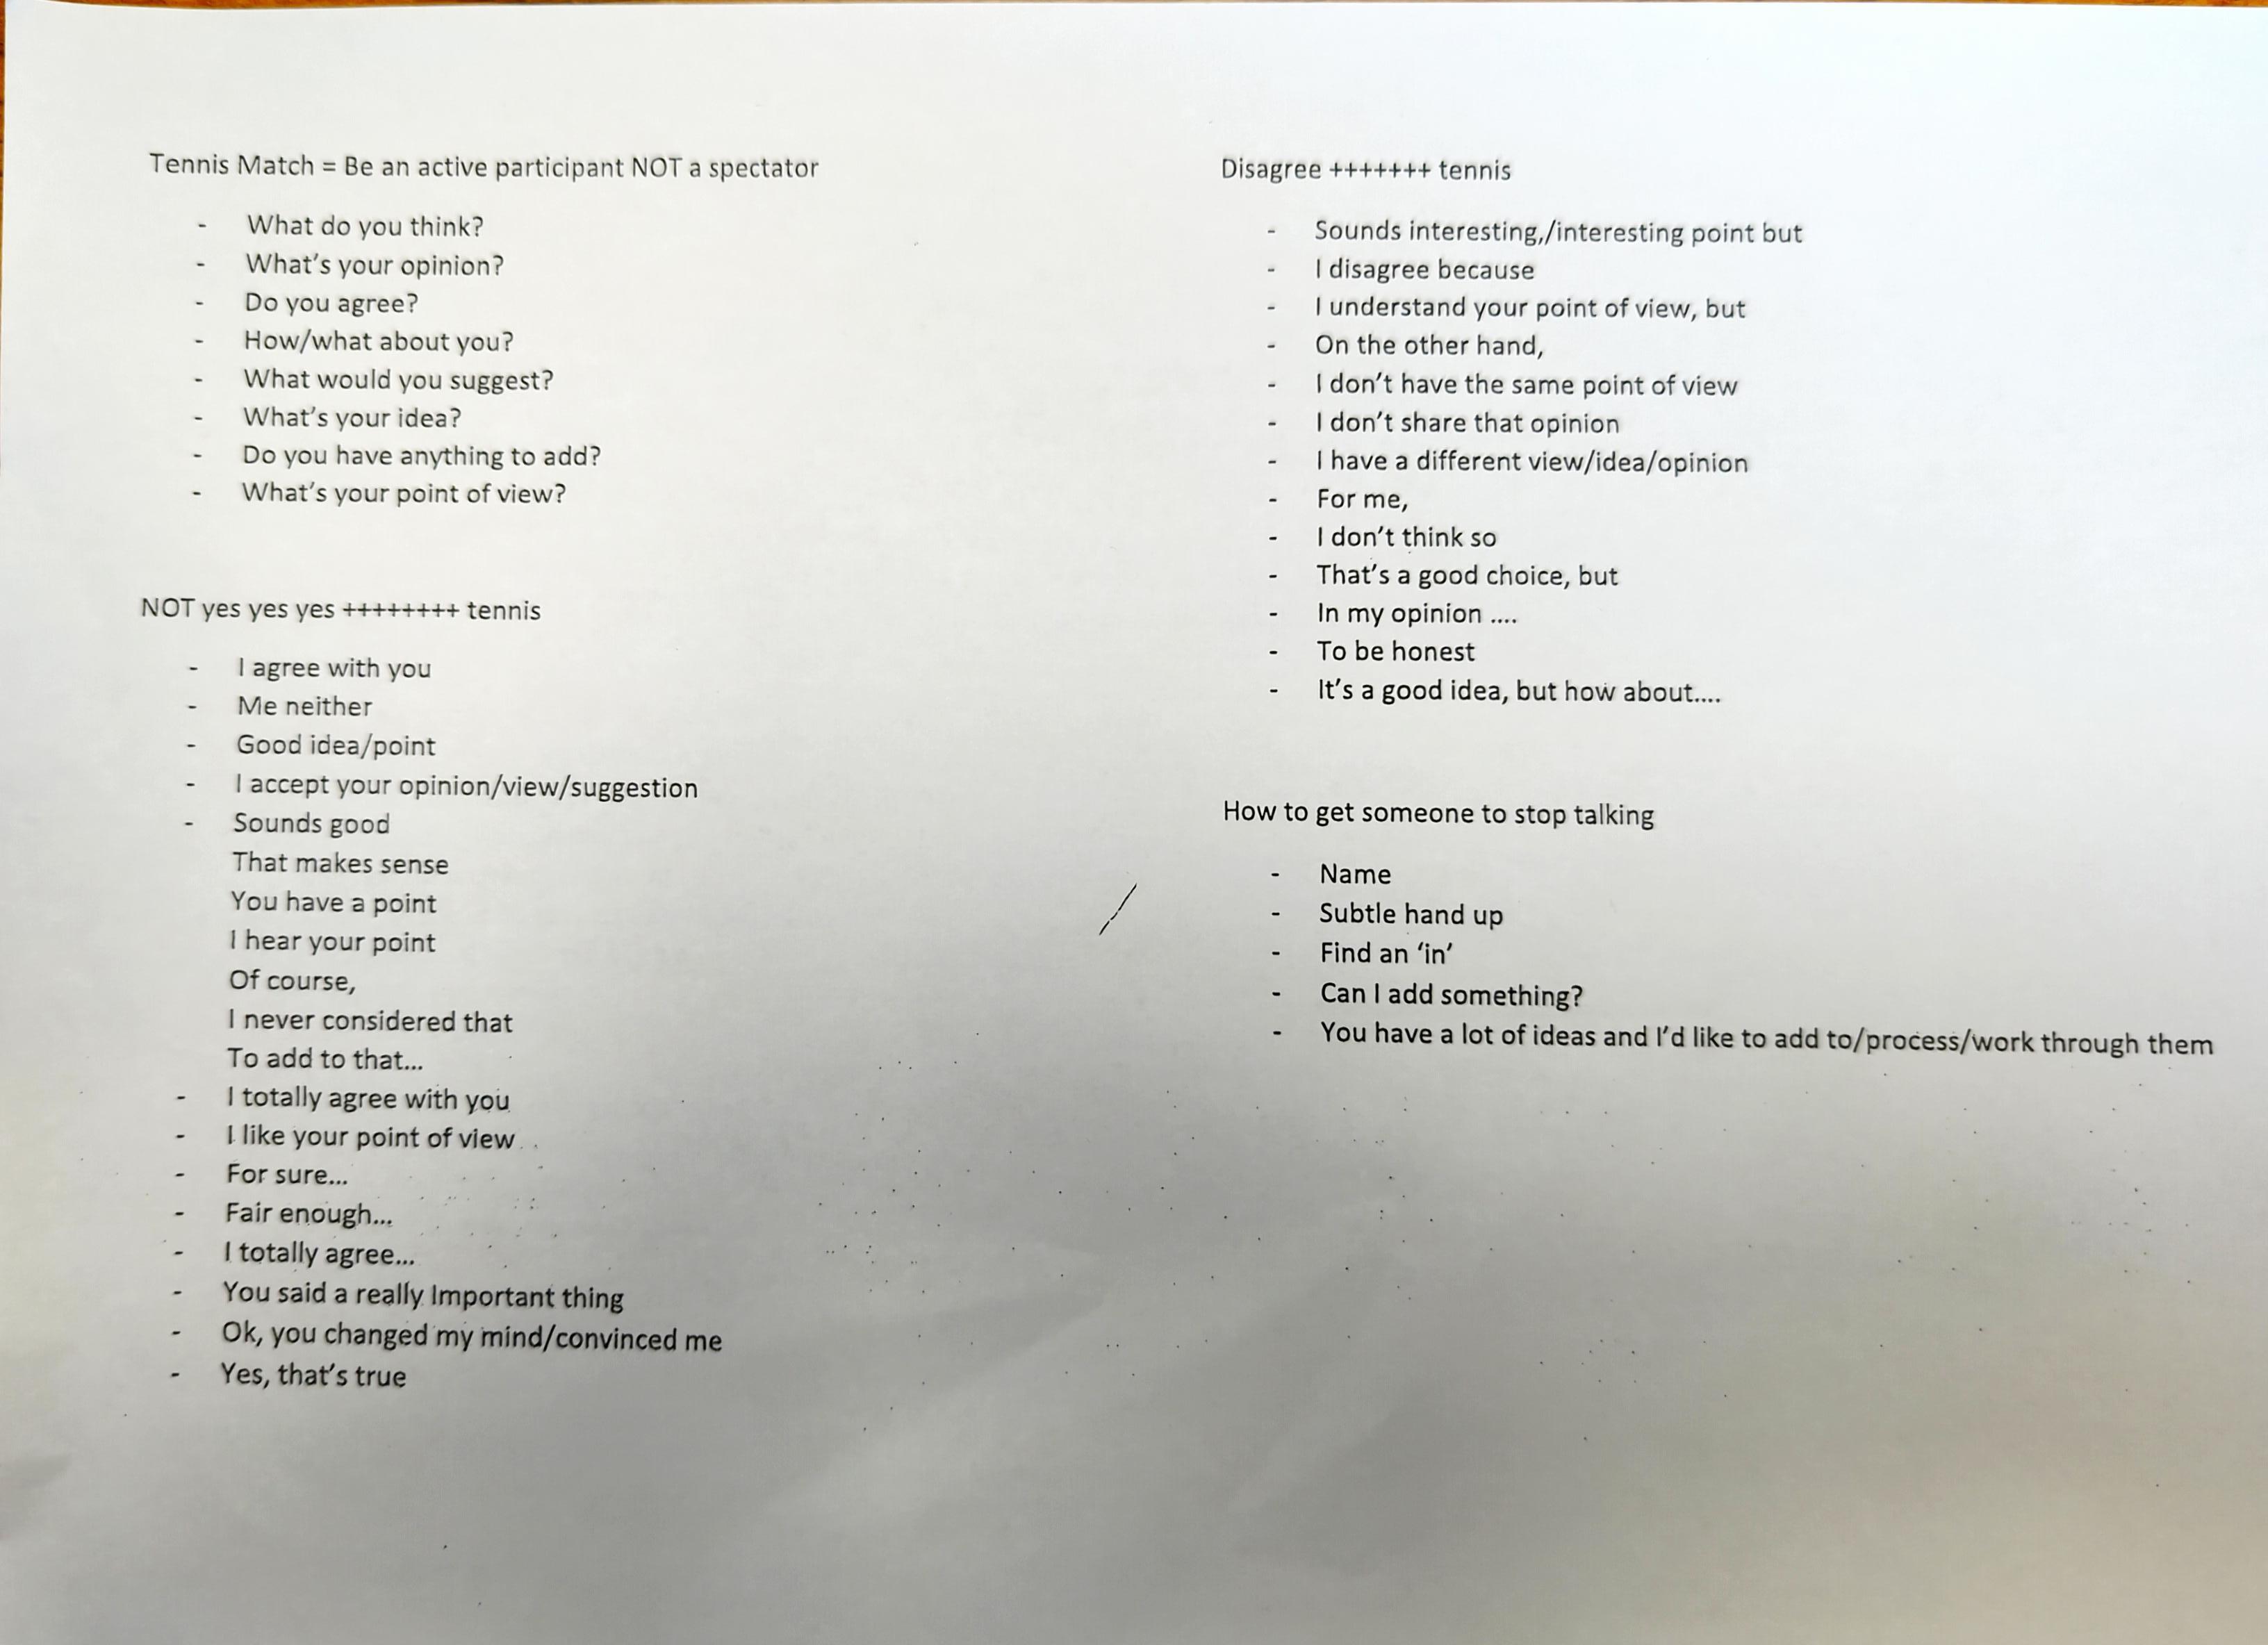 Tennis Match = Be an active participant NOT a spectator
- What do you think?
- What's your opinion?
- Do you agree?
- How/what about you?
- What would you suggest?
- What's your idea?
- Do you have anything to add?
- What's your point of view?
NOT yes yes yes ++++++++ tennis
- I agree with you
- Me neither
- Good idea/point
- I accept your opinion/view/suggestion
- Sounds good
That makes sense
You have a point
I hear your point
Of course,
I never considered that
To add to that...
- I totally agree with you
- I like your point of view
- For sure...
- Fair enough...
- I totally agree...
- You said a really Important thing
- Ok, you changed my mind/convinced me
- Yes, that's true
Disagree +++++++ tennis
- Sounds interesting,/interesting point but
- I disagree because
- I understand your point of view, but
- On the other hand,
- I don't have the same point of view
- I don't share that opinion
- I have a different view/idea/opinion
- For me,
- I don't think so
- That's a good choice, but
- In my opinion ....
- To be honest
- It's a good idea, but how about....
How to get someone to stop talking
- Name
- Subtle hand up
- Find an 'in'
- Can I add something?
- You have a lot of ideas and I'd like to add to/process/work through them